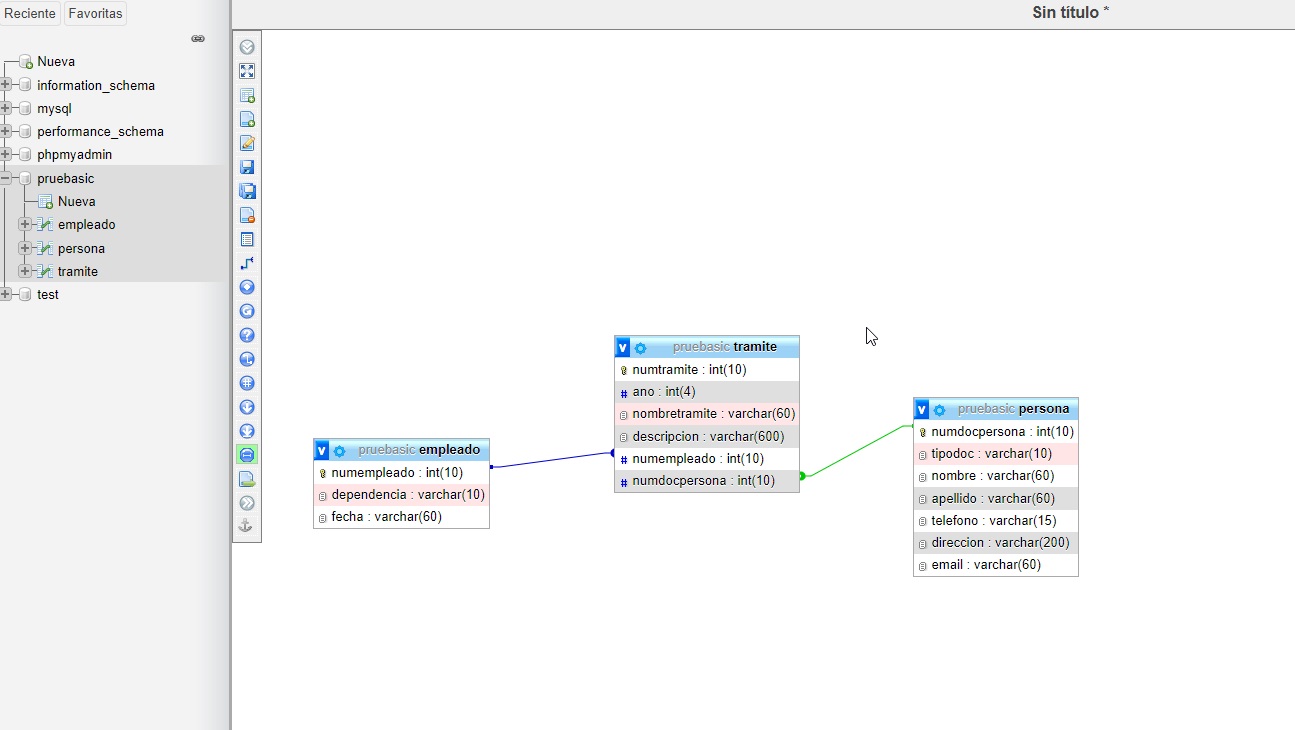 Reciente Favoritas
Sin título *
Nueva
information_schema
mysql
performance_schema
phpmyadmin
pruebasic
Nueva
empleado
persona
tramite
test
pruebasic empleado
numempleado : int(10)
dependencia : varchar(10)
fecha : varchar(60)
pruebasic tramite
numtramite : int(10)
ano : int(4)
nombretramite : varchar(60)
descripcion : varchar(600)
numempleado : int(10)
numdocpersona : int(10)
pruebasic persona
numdocpersona : int(10)
tipodoc : varchar(10)
nombre : varchar(60)
apellido : varchar(60)
telefono : varchar(15)
direccion : varchar(200)
email : varchar(60)